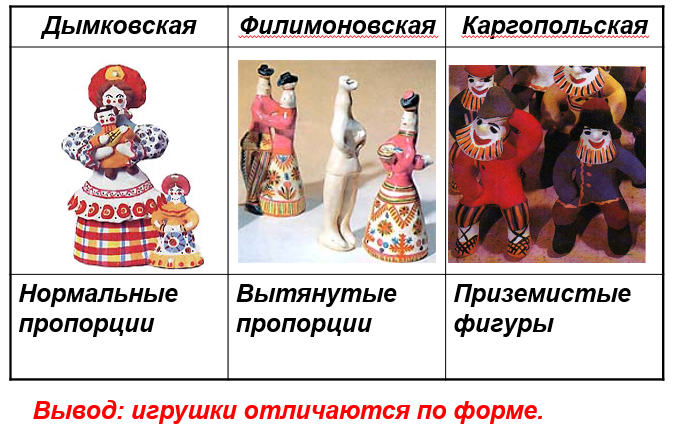 Дымковская
Филимоновская
Каргопольская
Нормальные
пропорции
Вытянутые
пропорции
Приземистые
фигуры
Вывод: игрушки отличаются по форме.